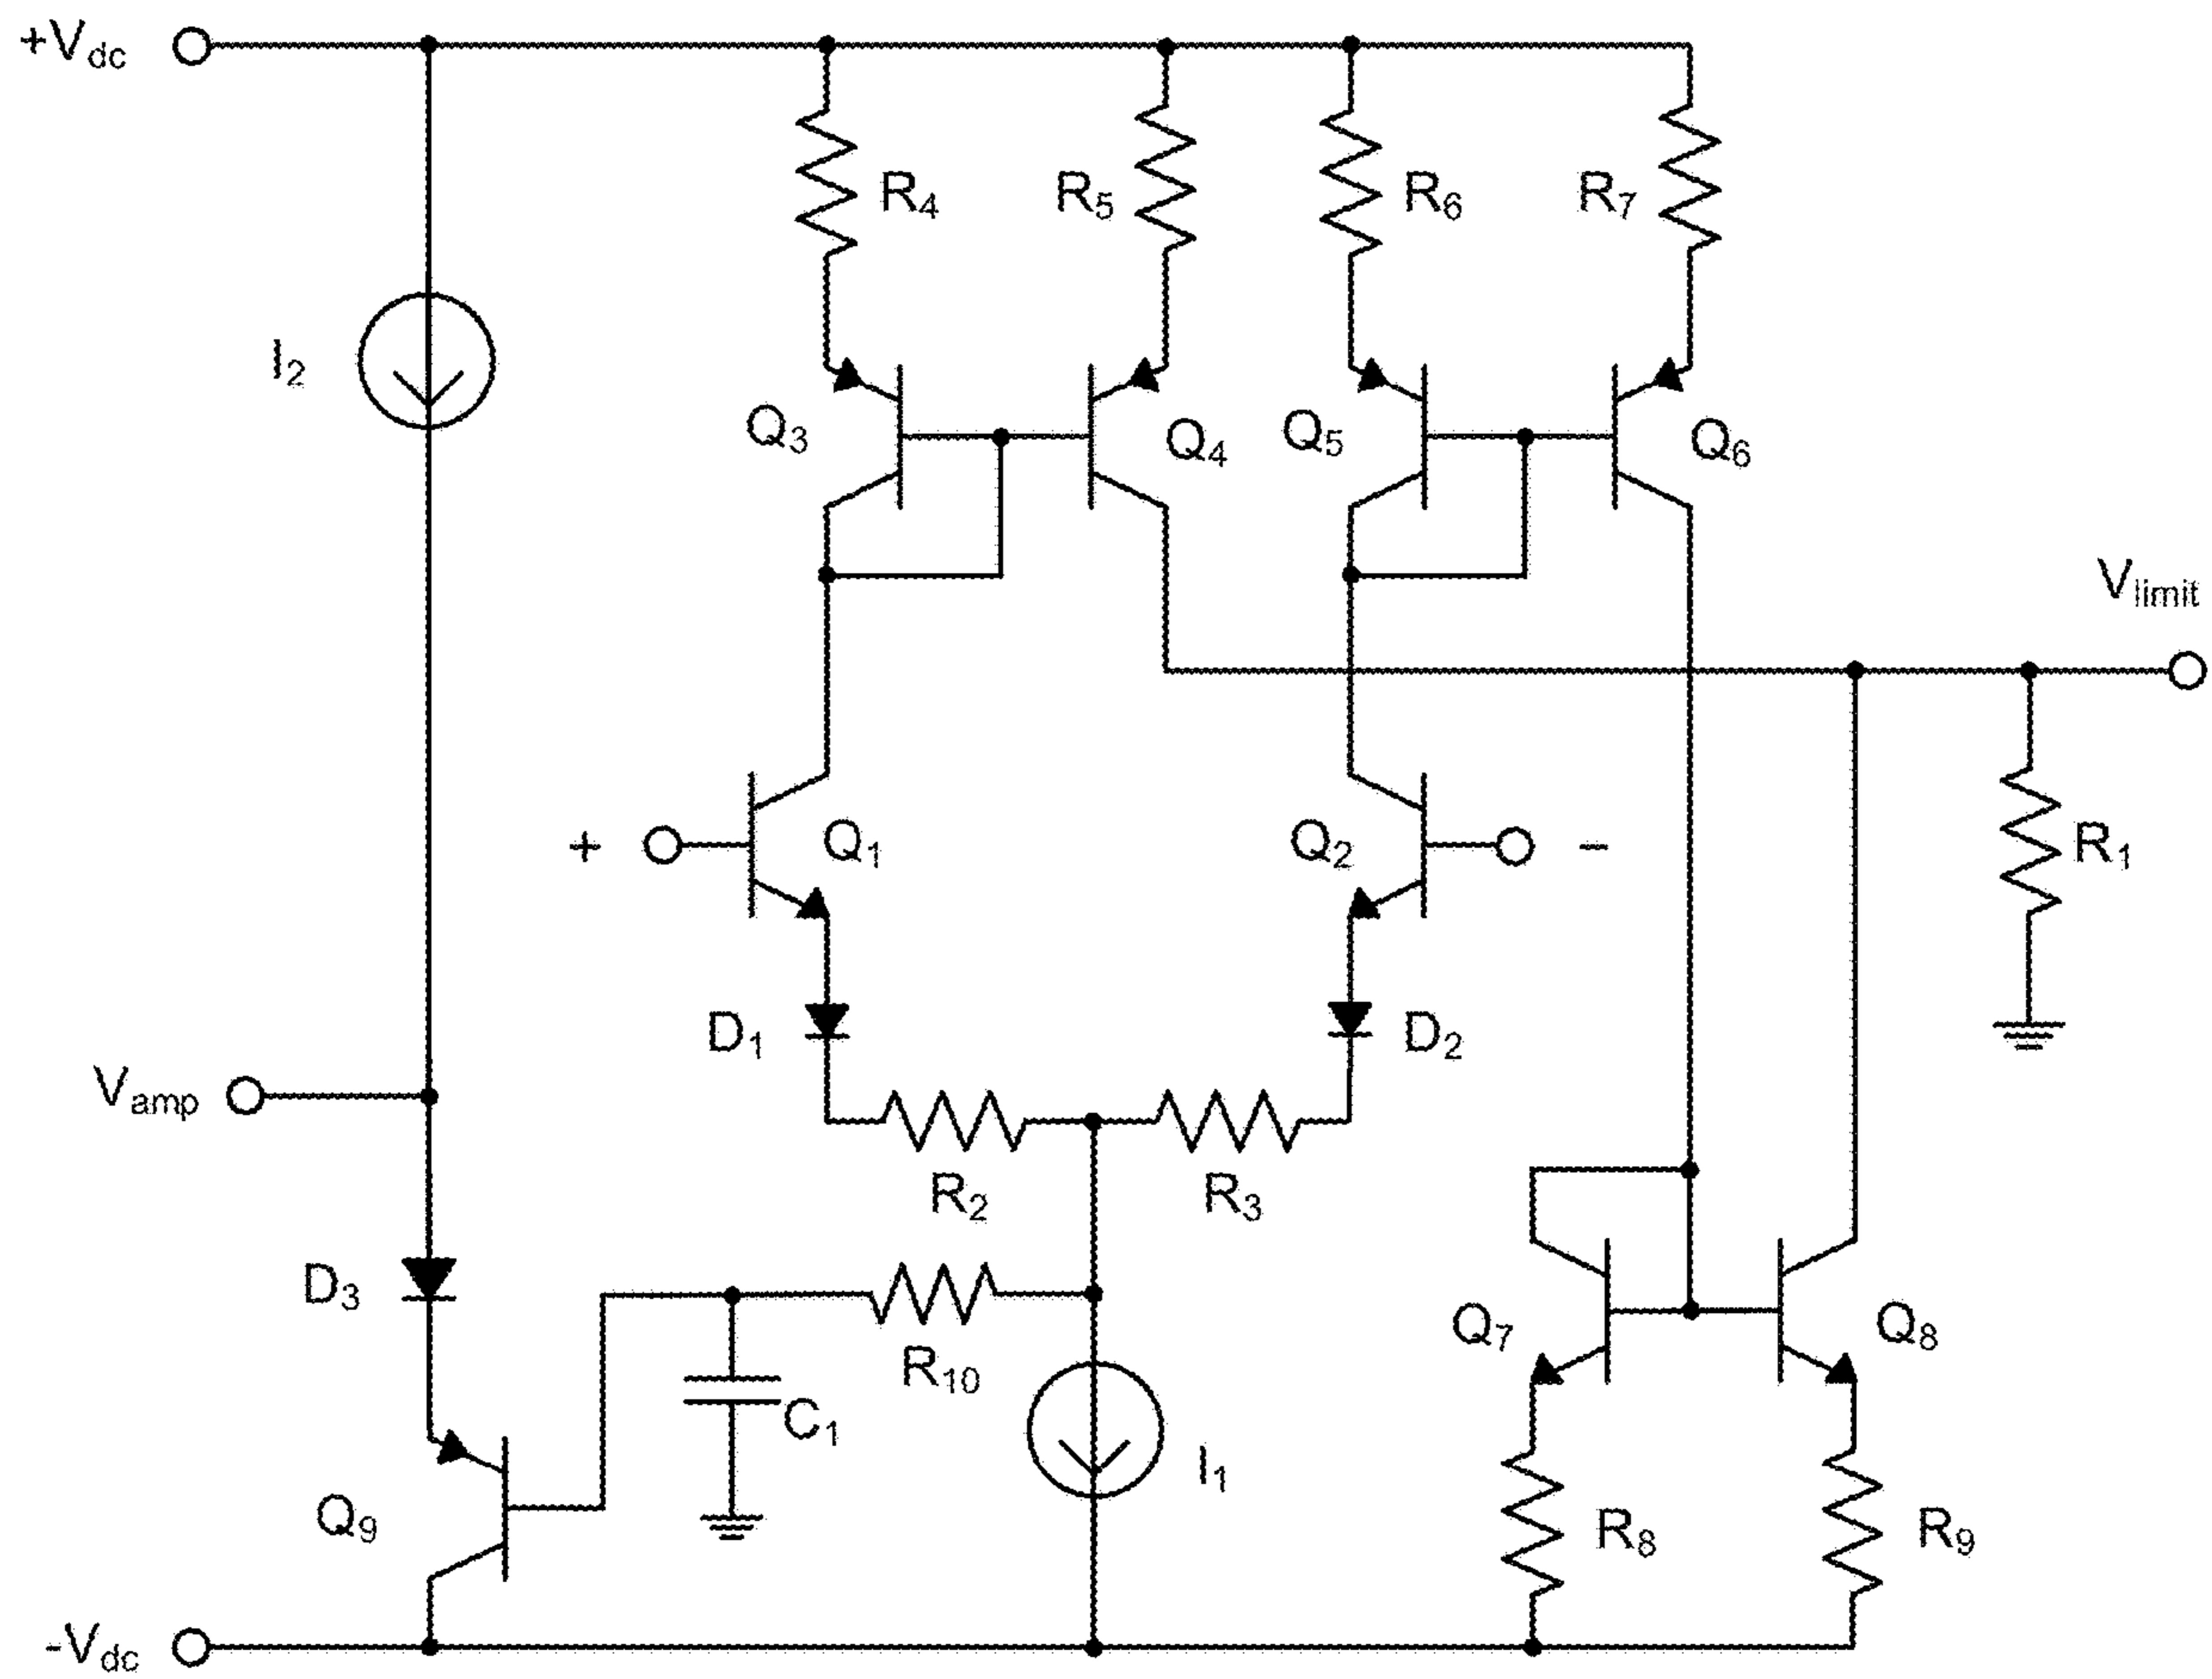 +Vdc
R4
R5
R6
R7
I2
Q3
Q4
Q5
Q6
Vlimit
+
Q1
Q2
−
R1
D1
D2
Vamp
R2
R3
D3
R10
Q7
Q8
C1
I1
Q9
R8
R9
-Vdc